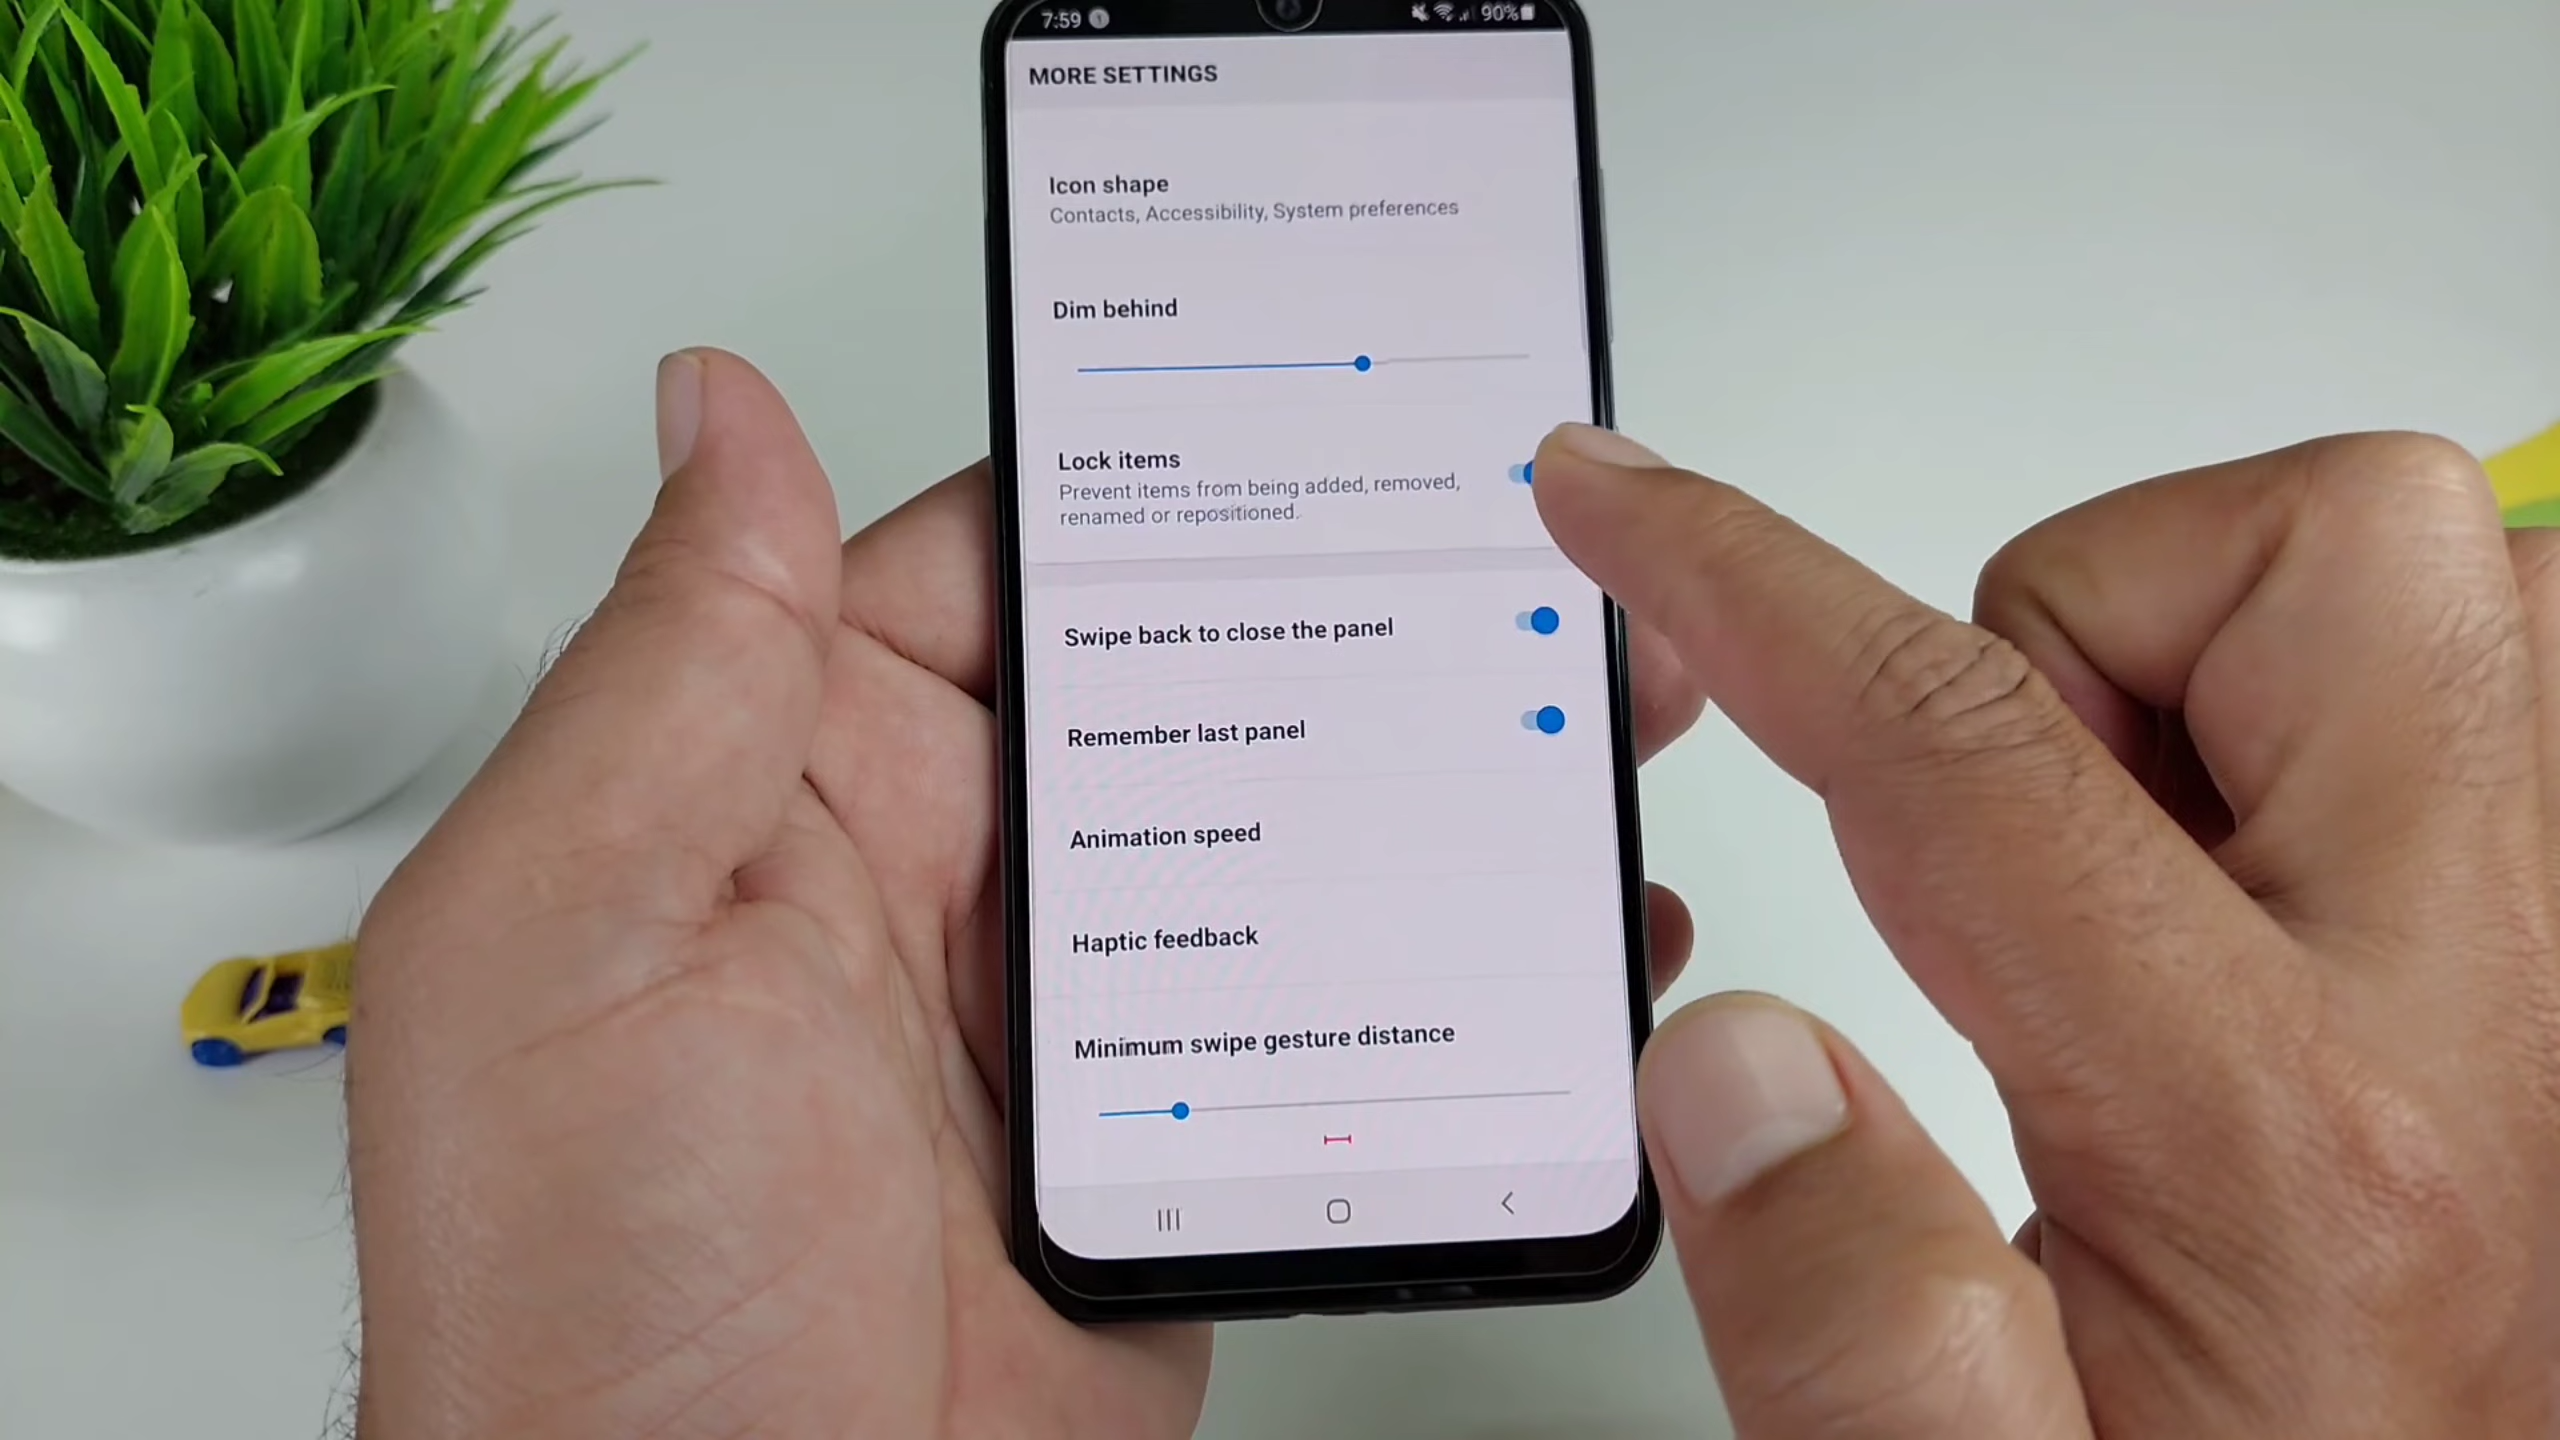 7:59
90%
MORE SETTINGS
Icon shape
Contacts, Accessibility, System preferences
Dim behind
Lock items
Prevent items from being added, removed,
renamed or repositioned.
Swipe back to close the panel
Remember last panel
Animation speed
Haptic feedback
Minimum swipe gesture distance